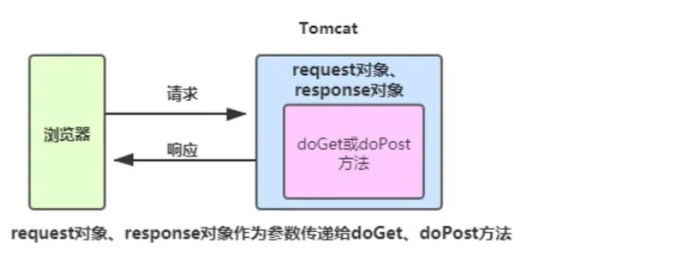 Tomcat
request对象、
response对象
请求
浏览器
doGet或doPost
方法
响应
request对象、response对象作为参数传递给doGet、doPost方法